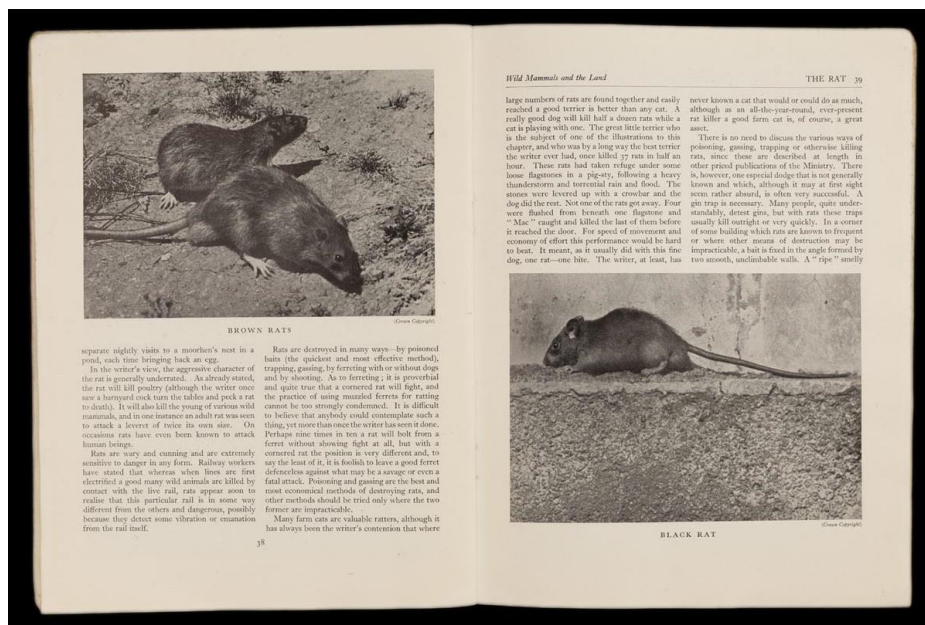 (Crown Copyright)
BROWN RATS
separate nightly visits to a moorhen's nest in a
pond, each time bringing back an egg.
In the writer's view, the aggressive character of
the rat is generally underrated. As already stated,
the rat will kill poultry (although the writer once
saw a barnyard cock turn the tables and peck a rat
to death). It will also kill the young of various wild
mammals, and in one instance an adult rat was seen
to attack a leveret of twice its own size. On
occasions rats have even been known to attack
human beings.
Rats are wary and cunning and are extremely
sensitive to danger in any form. Railway workers
have stated that whereas when lines are first
electrified a good many wild animals are killed by
contact with the live rail, rats appear soon to
realise that this particular rail is in some way
different from the others and dangerous, possibly
because they detect some vibration or emanation
from the rail itself.
Rats are destroyed in many ways—by poisoned
baits (the quickest and most effective method),
trapping, gassing, by ferreting with or without dogs
and by shooting. As to ferreting; it is proverbial
and quite true that a cornered rat will fight, and
the practice of using muzzled ferrets for ratting
cannot be too strongly condemned. It is difficult
to believe that anybody could contemplate such a
thing, yet more than once the writer has seen it done.
Perhaps nine times in ten a rat will bolt from a
ferret without showing fight at all, but with a
cornered rat the position is very different and, to
say the least of it, it is foolish to leave a good ferret
defenceless against what may be a savage or even a
fatal attack. Poisoning and gassing are the best and
most economical methods of destroying rats, and
other methods should be tried only where the two
former are impracticable.
Many farm cats are valuable ratters, although it
has always been the writer's contention that where
38
Wild Mammals and the Land
THE RAT 39
large numbers of rats are found together and easily
reached a good terrier is better than any cat. A
really good dog will kill half a dozen rats while a
cat is playing with one. The great little terrier who
is the subject of one of the illustrations to this
chapter, and who was by a long way the best terrier
the writer ever had, once killed 37 rats in half an
hour. These rats had taken refuge under some
loose flagstones in a pig-sty, following a heavy
thunderstorm and torrential rain and flood. The
stones were levered up with a crowbar and the
dog did the rest. Not one of the rats got away. Four
were flushed from beneath one flagstone and
" Mac " caught and killed the last of them before
it reached the door. For speed of movement and
economy of effort this performance would be hard
to beat. It meant, as it usually did with this fine
dog, one rat—one bite. The writer, at least, has
never known a cat that would or could do as much,
although as an all-the-year-round, ever-present
rat killer a good farm cat is, of course, a great
asset.
There is no need to discuss the various ways of
poisoning, gassing, trapping or otherwise killing
rats, since these are described at length in
other priced publications of the Ministry. There
is, however, one especial dodge that is not generally
known and which, although it may at first sight
seem rather absurd, is often very successful. A
gin trap is necessary. Many people, quite under-
standably, detest gins, but with rats these traps
usually kill outright or very quickly. In a corner
of some building which rats are known to frequent
or where other means of destruction may be
impracticable, a bait is fixed in the angle formed by
two smooth, unclimbable walls. A " ripe " smelly
(Crown Copyright)
BLACK RAT